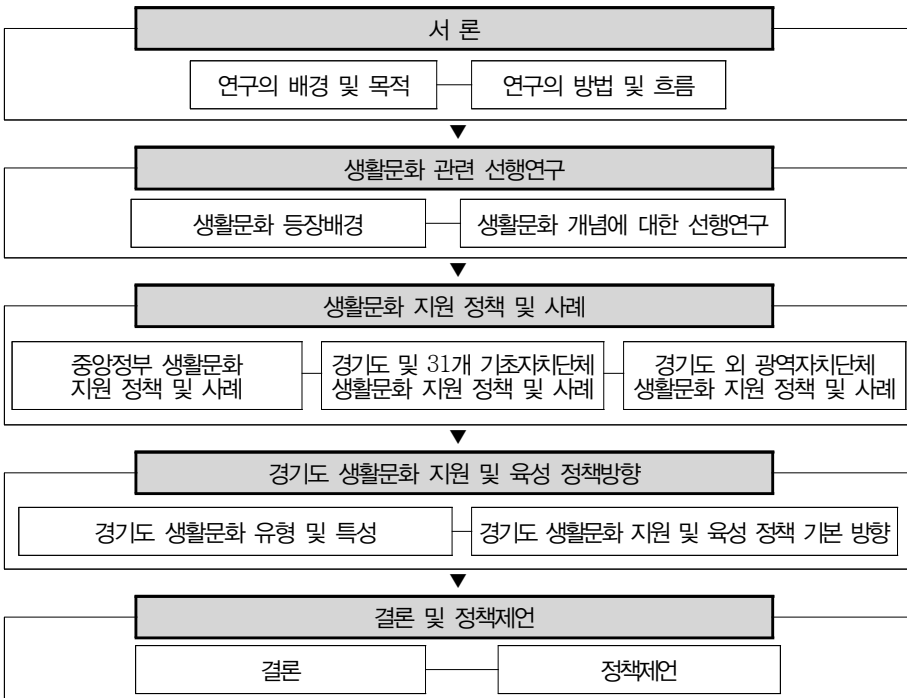 서 론
연구의 배경 및 목적
연구의 방법 및 흐름
▼
생활문화 관련 선행연구
생활문화 등장배경
생활문화 개념에 대한 선행연구
▼
생활문화 지원 정책 및 사례
중앙정부 생활문화
지원 정책 및 사례
경기도 및 31개 기초자치단체
생활문화 지원 정책 및 사례
경기도 외 광역자치단체
생활문화 지원 정책 및 사례
▼
경기도 생활문화 지원 및 육성 정책방향
경기도 생활문화 유형 및 특성
경기도 생활문화 지원 및 육성 정책 기본 방향
▼
결론 및 정책제언
결론
정책제언